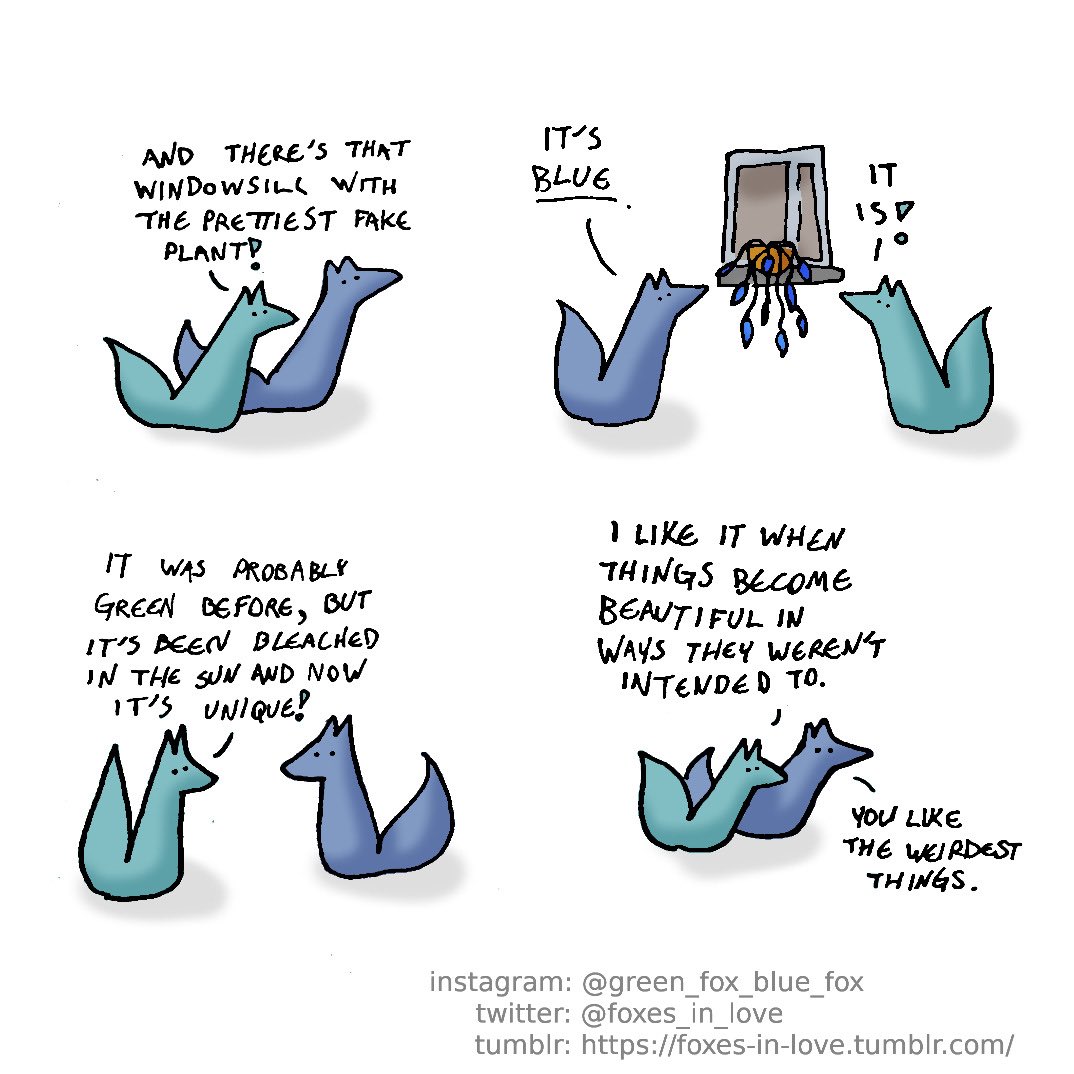 AND THERE'S THAT
WINDOWSILL WITH
THE PRETTIEST FAKE
PLANT!
IT'S
BLUE.
IT
IS!
IT WAS PROBABLY
GREEN BEFORE, BUT
IT'S BEEN BLEACHED
IN THE SUN AND NOW
IT'S UNIQUE!
I LIKE IT WHEN
THINGS BECOME
BEAUTIFUL IN
WAYS THEY WEREN'T
INTENDED TO.
YOU LIKE
THE WEIRDEST
THINGS.
instagram: @green_fox_blue_fox
twitter: @foxes_in_love
tumblr: https://foxes-in-love.tumblr.com/